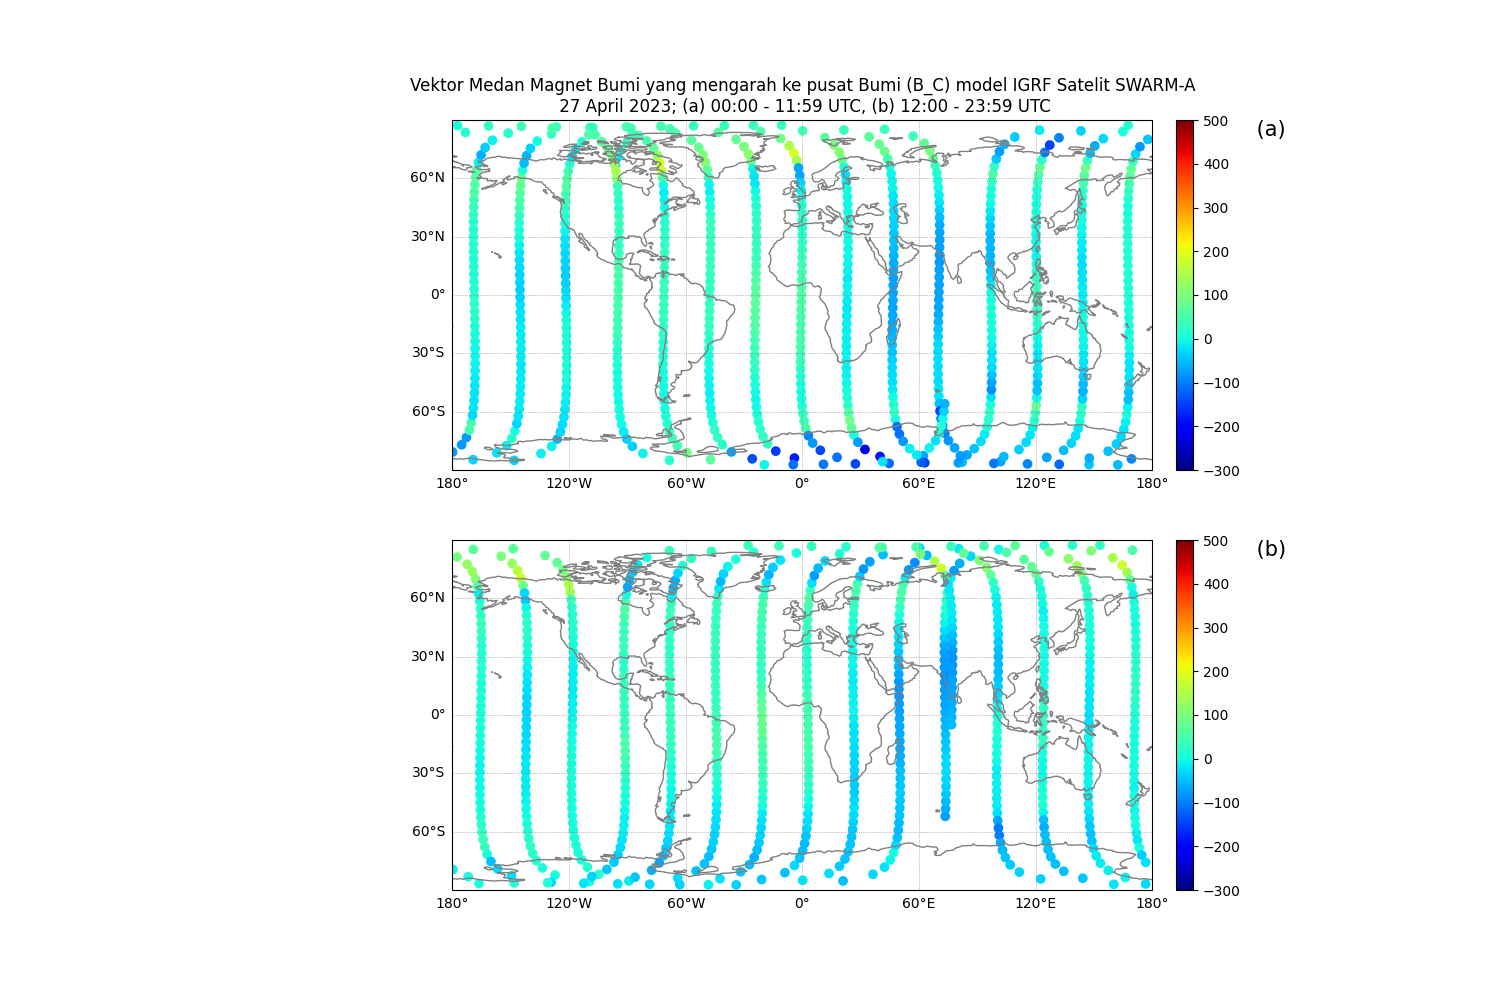 Vektor Medan Magnet Bumi yang mengarah ke pusat Bumi (B_C) model IGRF Satelit SWARM-A
27 April 2023; (a) 00:00 - 11:59 UTC, (b) 12:00 - 23:59 UTC
(a)
60°N
30°N
0°
30°S
60°S
180° 120°W 60°W 0° 60°E 120°E 180°
500
400
300
200
100
0
−100
−200
−300
(b)
60°N
30°N
0°
30°S
60°S
180° 120°W 60°W 0° 60°E 120°E 180°
500
400
300
200
100
0
−100
−200
−300